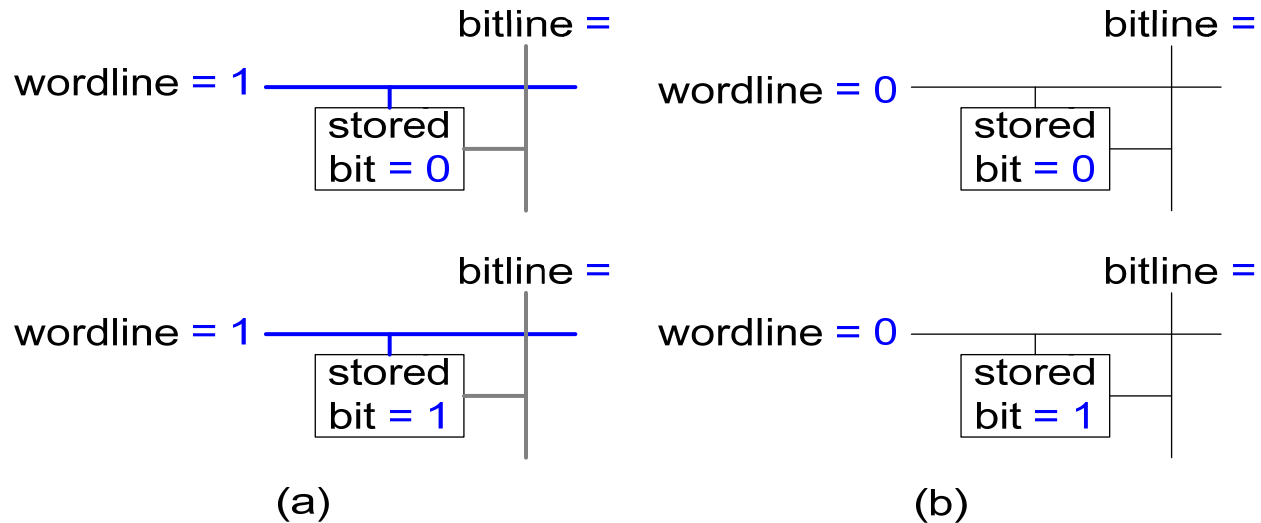 bitline =
wordline = 1
stored
bit = 0
bitline =
wordline = 0
stored
bit = 0
bitline =
wordline = 1
stored
bit = 1
bitline =
wordline = 0
stored
bit = 1
(a)
(b)